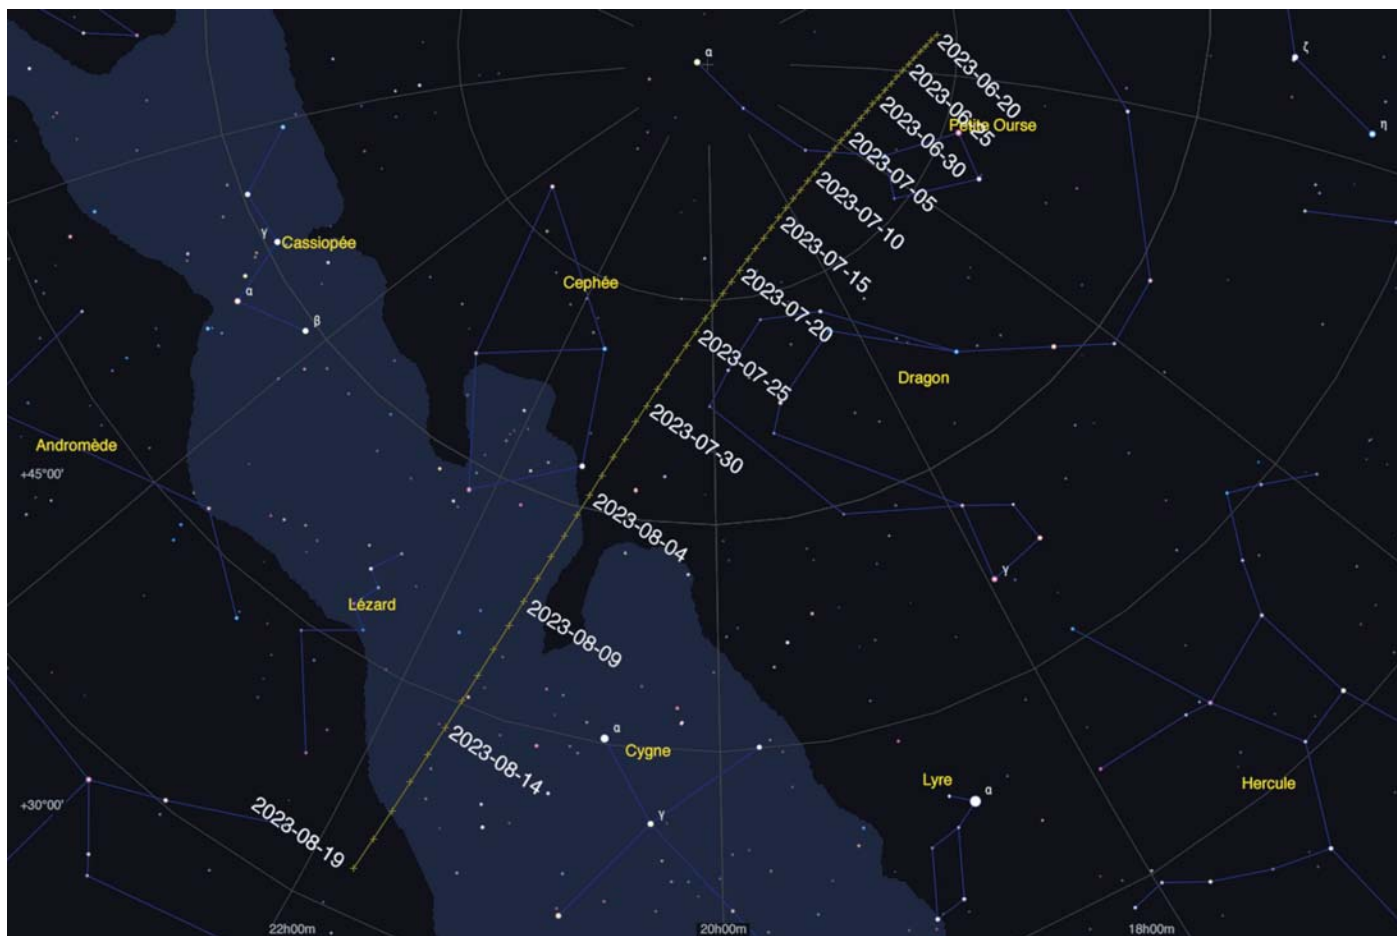 α
ζ
η
2023-06-20
2023-06-25
Petite Ourse
2023-06-30
2023-07-05
2023-07-10
γ
Cassiopée
2023-07-15
α
Cephée
2023-07-20
β
2023-07-25
Dragon
2023-07-30
Andromède
+45°00'
2023-08-04
γ
Lézard
2023-08-09
α
Cygne
2023-08-14
Lyre
α
Hercule
+30°00'
2023-08-19
γ
22h00m
20h00m
18h00m